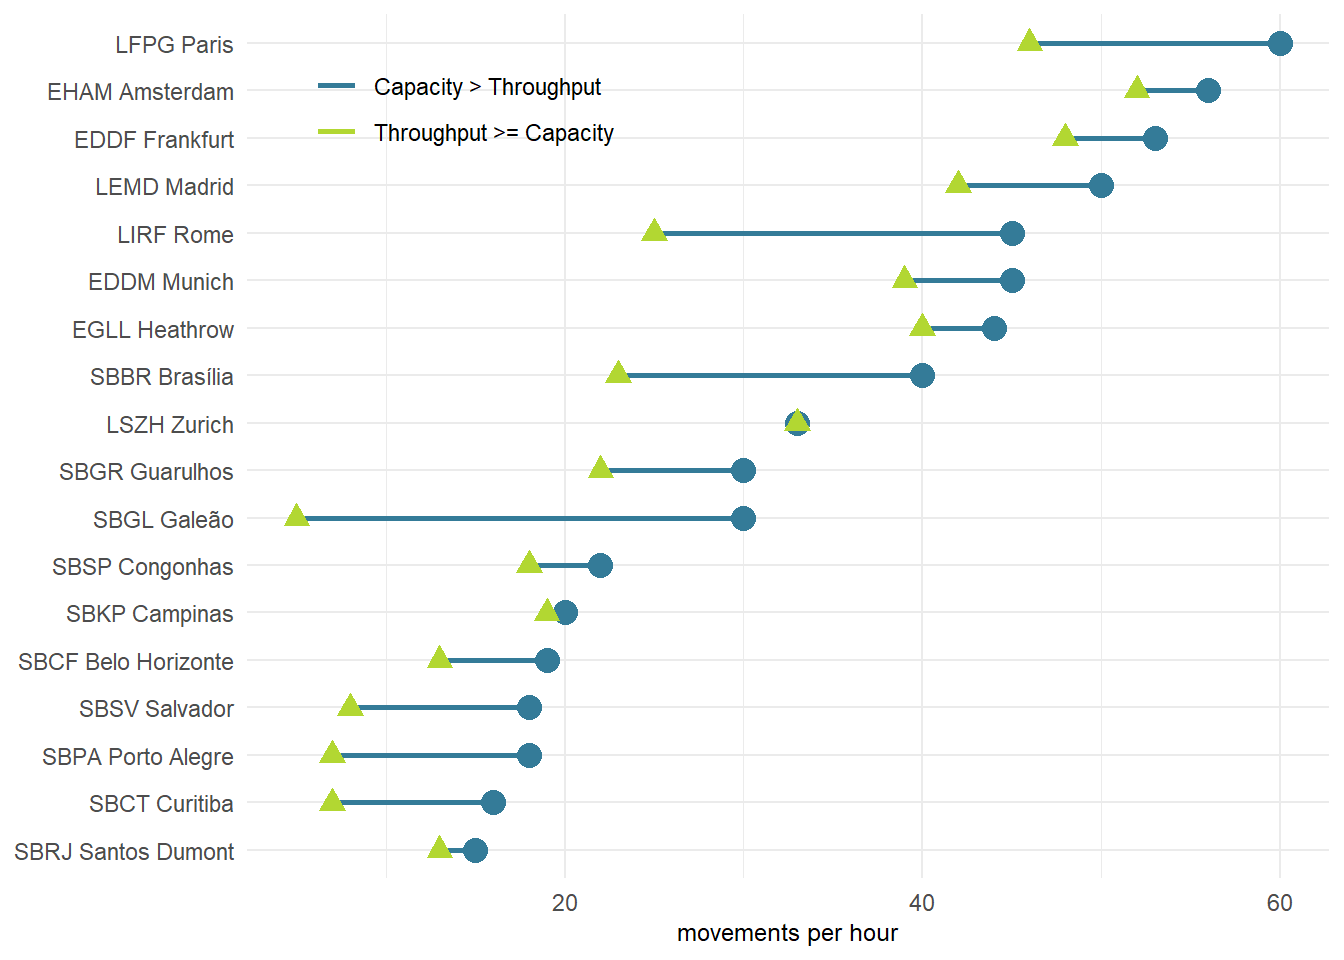 LFPG Paris
EHAM Amsterdam
EDDF Frankfurt
LEMD Madrid
LIRF Rome
EDDM Munich
EGLL Heathrow
SBBR Brasília
LSZH Zurich
SBGR Guarulhos
SBGL Galeão
SBSP Congonhas
SBKP Campinas
SBCF Belo Horizonte
SBSV Salvador
SBPA Porto Alegre
SBCT Curitiba
SBRJ Santos Dumont
Capacity > Throughput
Throughput >= Capacity
20 40 60
movements per hour